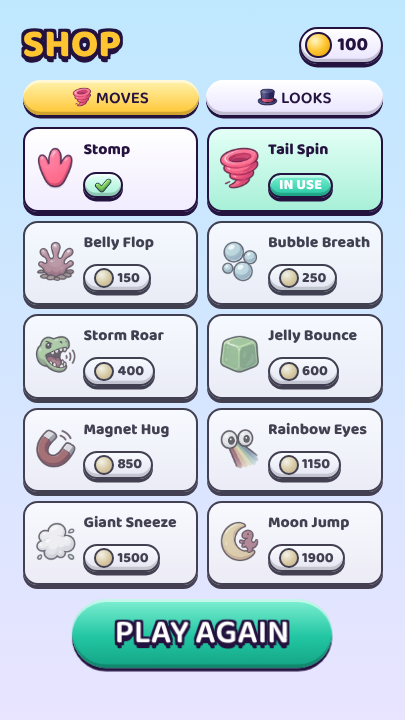 SHOP
100
MOVES
LOOKS
Stomp
Tail Spin
IN USE
Belly Flop
150
Bubble Breath
250
Storm Roar
400
Jelly Bounce
600
Magnet Hug
850
Rainbow Eyes
1150
Giant Sneeze
1500
Moon Jump
1900
PLAY AGAIN